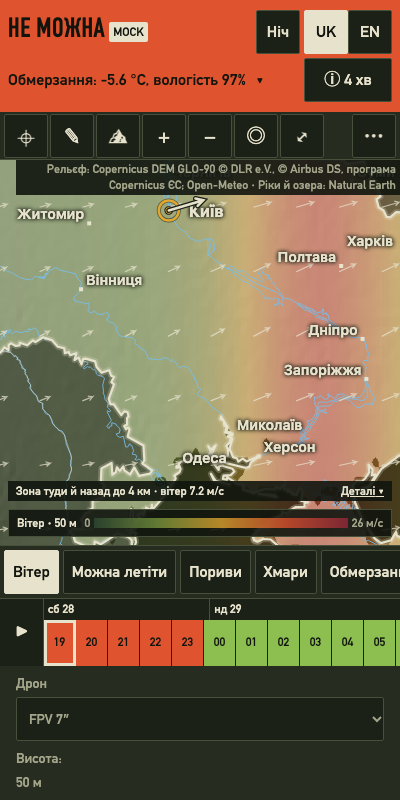 НЕ МОЖНА МОСК
Ніч UK EN
Обмерзання: -5.6 °C, вологість 97% ▾
ⓘ 4 хв
+ − ...
Рельєф: Copernicus DEM GLO-90 © DLR e.V., © Airbus DS, програма
Copernicus ЄС; Open-Meteo · Ріки й озера: Natural Earth
Житомир
Київ
Харків
Полтава
Вінниця
Дніпро
Запоріжжя
Миколаїв
Херсон
Одеса
Зона туди й назад до 4 км · вітер 7.2 м/с Деталі ▾
Вітер · 50 м 0 26 м/с
Вітер Можна летіти Пориви Хмари Обмерзан
сб 28 нд 29
19 20 21 22 23 00 01 02 03 04 05
Дрон
FPV 7″
Висота:
50 м